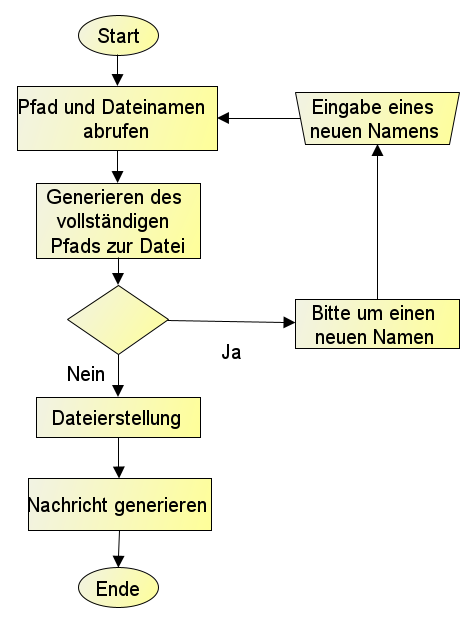 Start
Pfad und Dateinamen
abrufen
Eingabe eines
neuen Namens
Generieren des
vollständigen
Pfads zur Datei
Bitte um einen
neuen Namen
Ja
Nein
Dateierstellung
Nachricht generieren
Ende